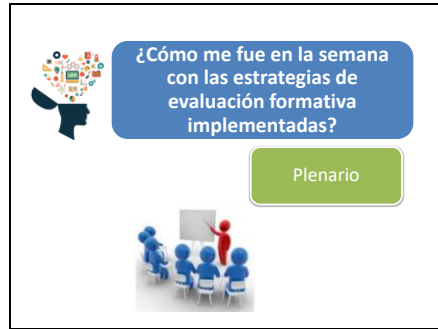 ¿Cómo me fue en la semana
con las estrategias de
evaluación formativa
implementadas?
Plenario